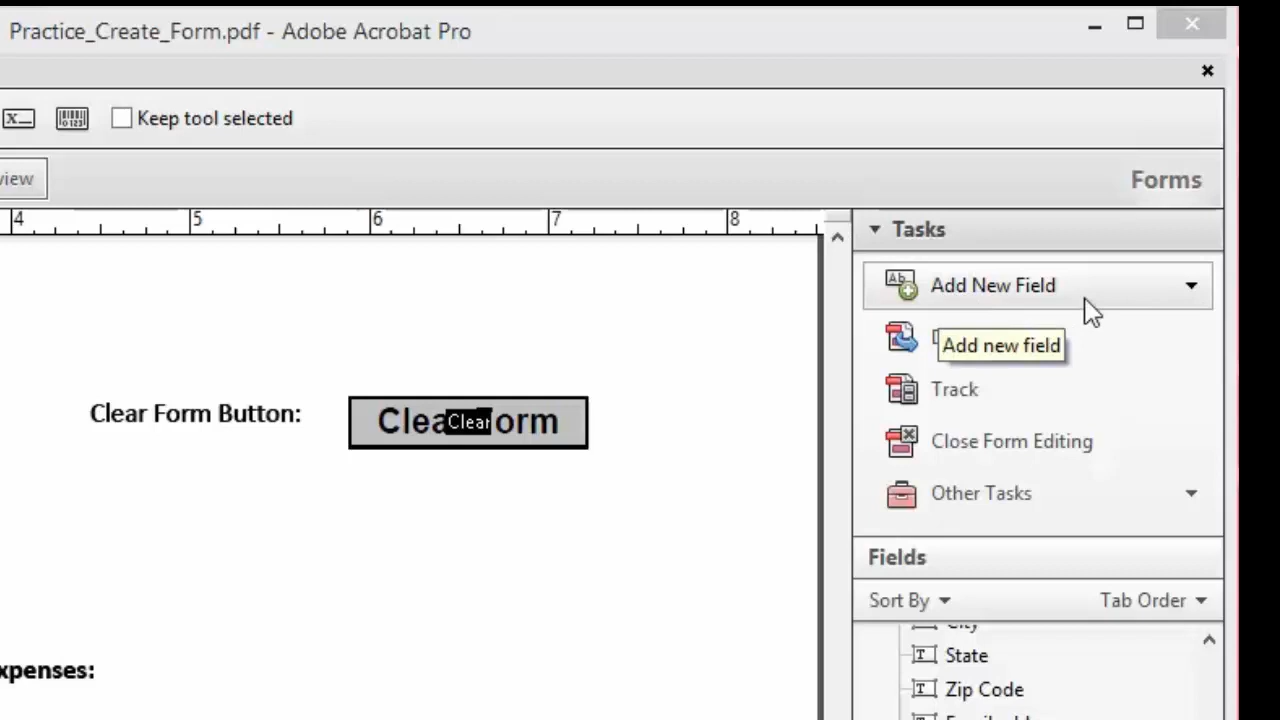 Practice_Create_Form.pdf - Adobe Acrobat Pro
Keep tool selected
view
Forms
4 5 6 7 8
Tasks
Add New Field
Add new field
Track
Close Form Editing
Other Tasks
Clear Form Button:
Clear
Clea orm
Fields
Sort By
Tab Order
City
State
Zip Code
xpenses: